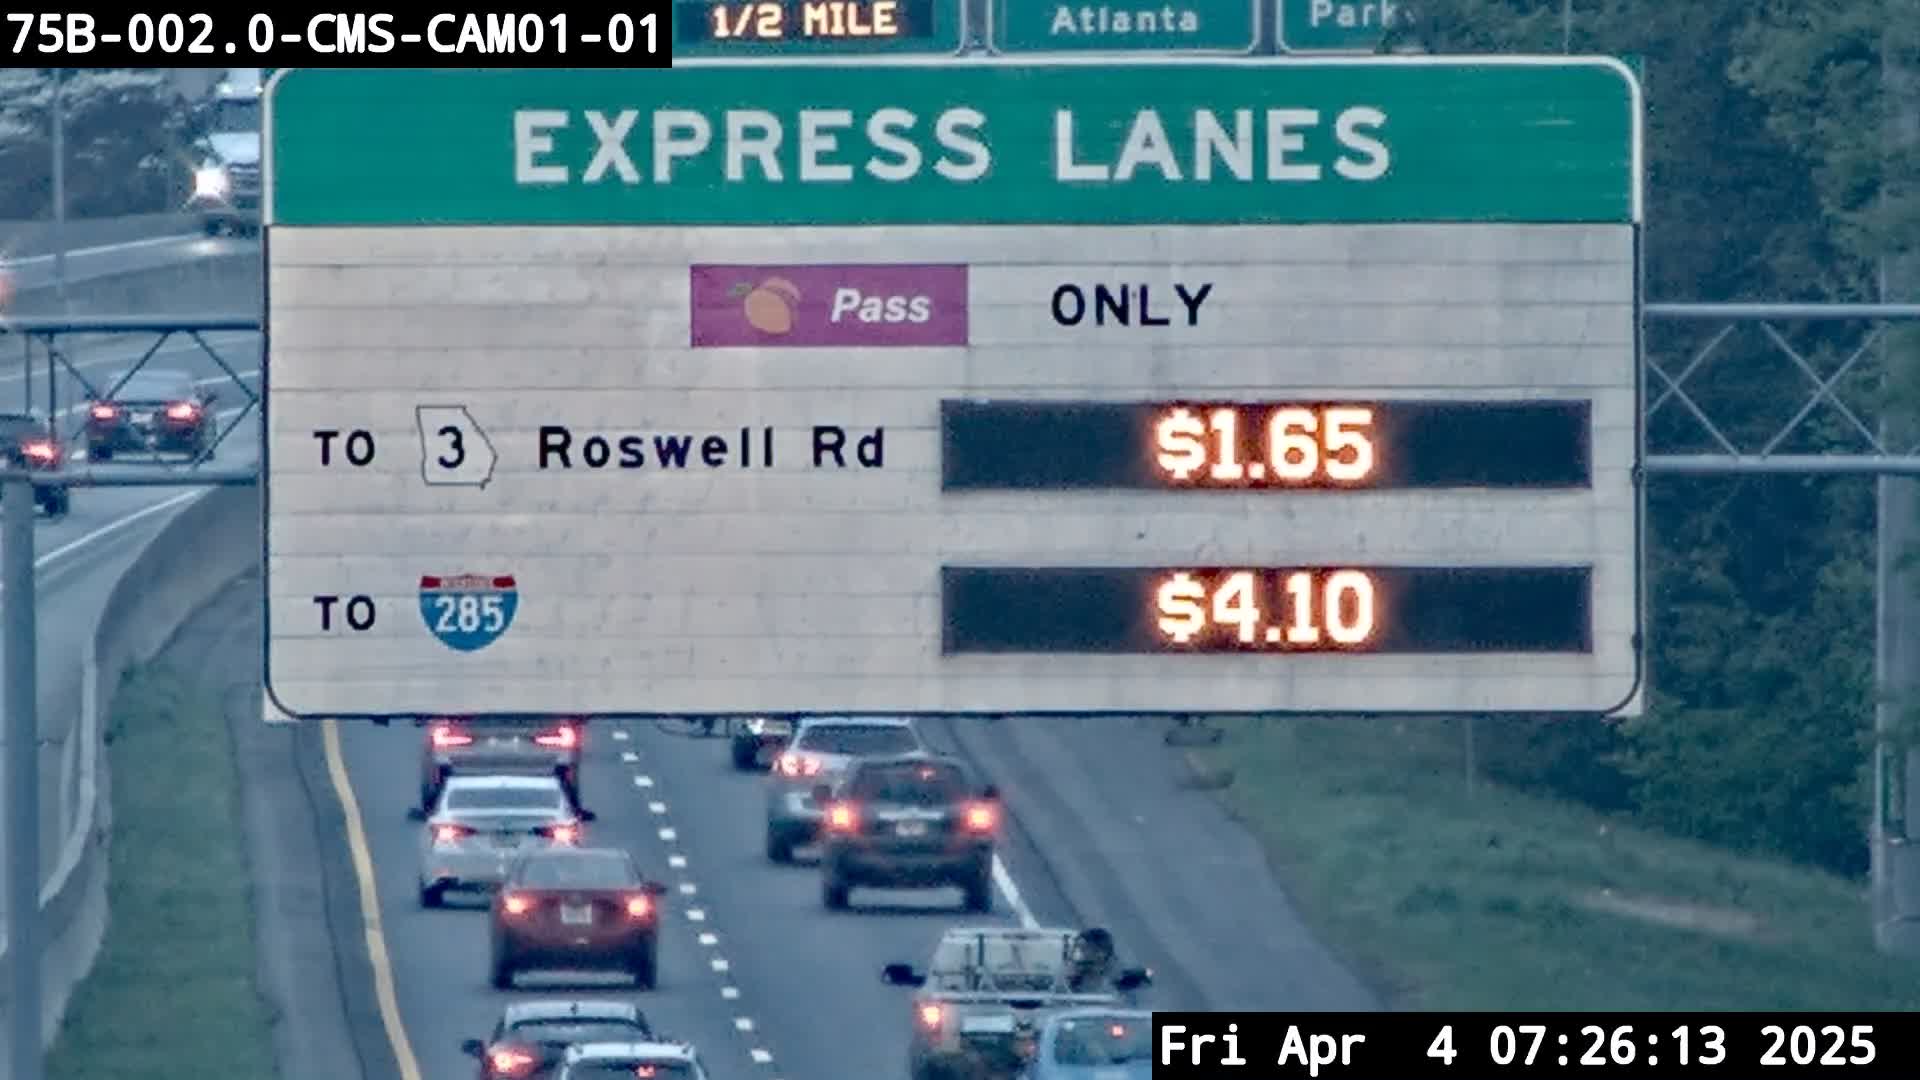 75B-002.0-CMS-CAM01-01
1/2 MILE
Atlanta
Park
EXPRESS LANES
Pass ONLY
TO 3 Roswell Rd $1.65
TO 285 $4.10
Fri Apr 4 07:26:13 2025